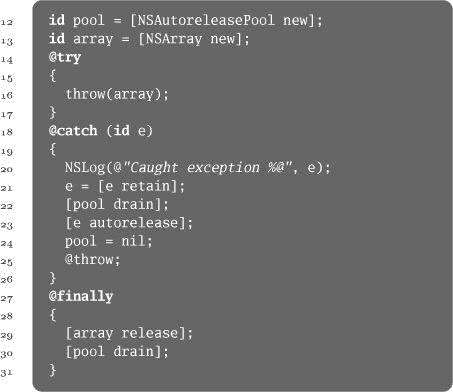 12 id pool = [NSAutoreleasePool new];
13 id array = [NSArray new];
14 @try
15 {
16 throw(array);
17 }
18 @catch (id e)
19 {
20 NSLog(@"Caught exception %@", e);
21 e = [e retain];
22 [pool drain];
23 [e autorelease];
24 pool = nil;
25 @throw;
26 }
27 @finally
28 {
29 [array release];
30 [pool drain];
31 }